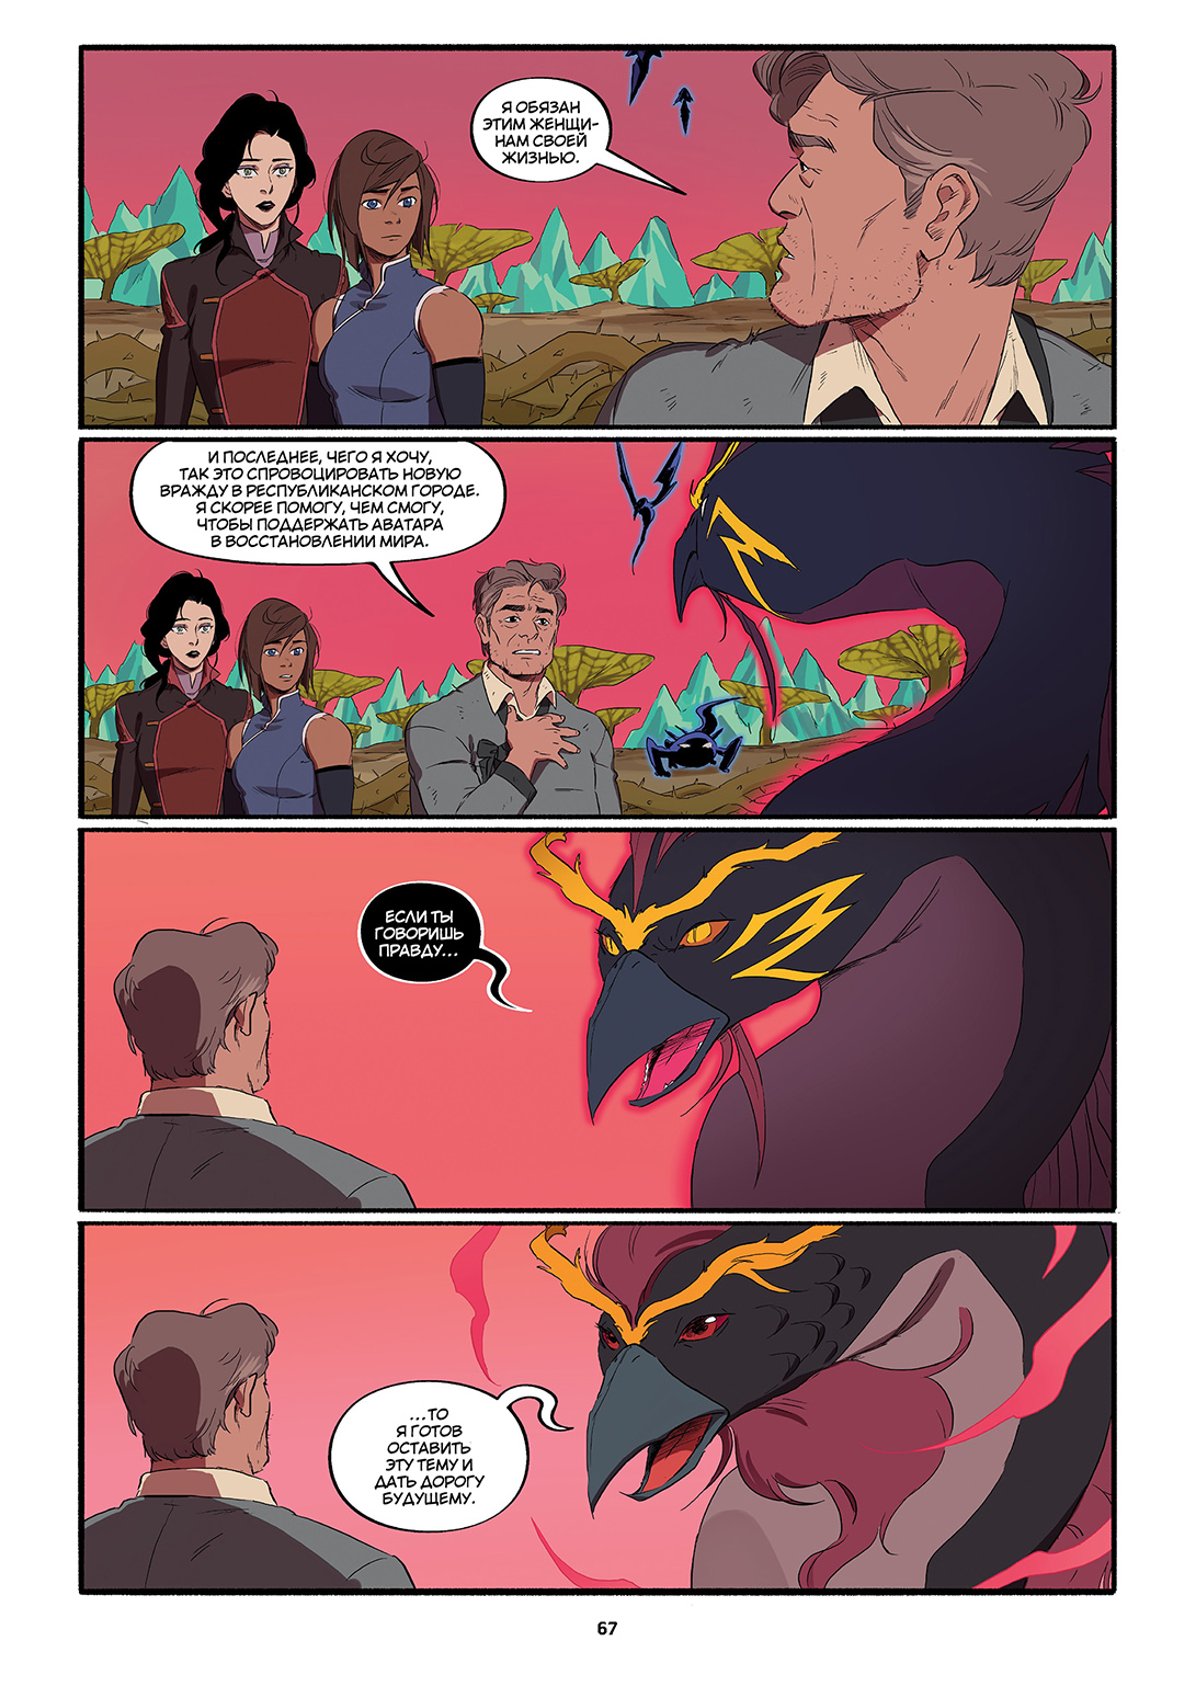 Я ОБЯЗАН
ЭТИМ ЖЕНЩИ-
НАМ СВОЕЙ
ЖИЗНЬЮ.
И ПОСЛЕДНЕЕ, ЧЕГО Я ХОЧУ,
ТАК ЭТО СПРОВОЦИРОВАТЬ НОВУЮ
ВРАЖДУ В РЕСПУБЛИКАНСКОМ ГОРОДЕ.
Я СКОРЕЕ ПОМОГУ, ЧЕМ СМОГУ,
ЧТОБЫ ПОДДЕРЖАТЬ АВАТАРА
В ВОССТАНОВЛЕНИИ МИРА.
ЕСЛИ ТЫ
ГОВОРИШЬ
ПРАВДУ...
...ТО
Я ГОТОВ
ОСТАВИТЬ
ЭТУ ТЕМУ И
ДАТЬ ДОРОГУ
БУДУЩЕМУ.
67